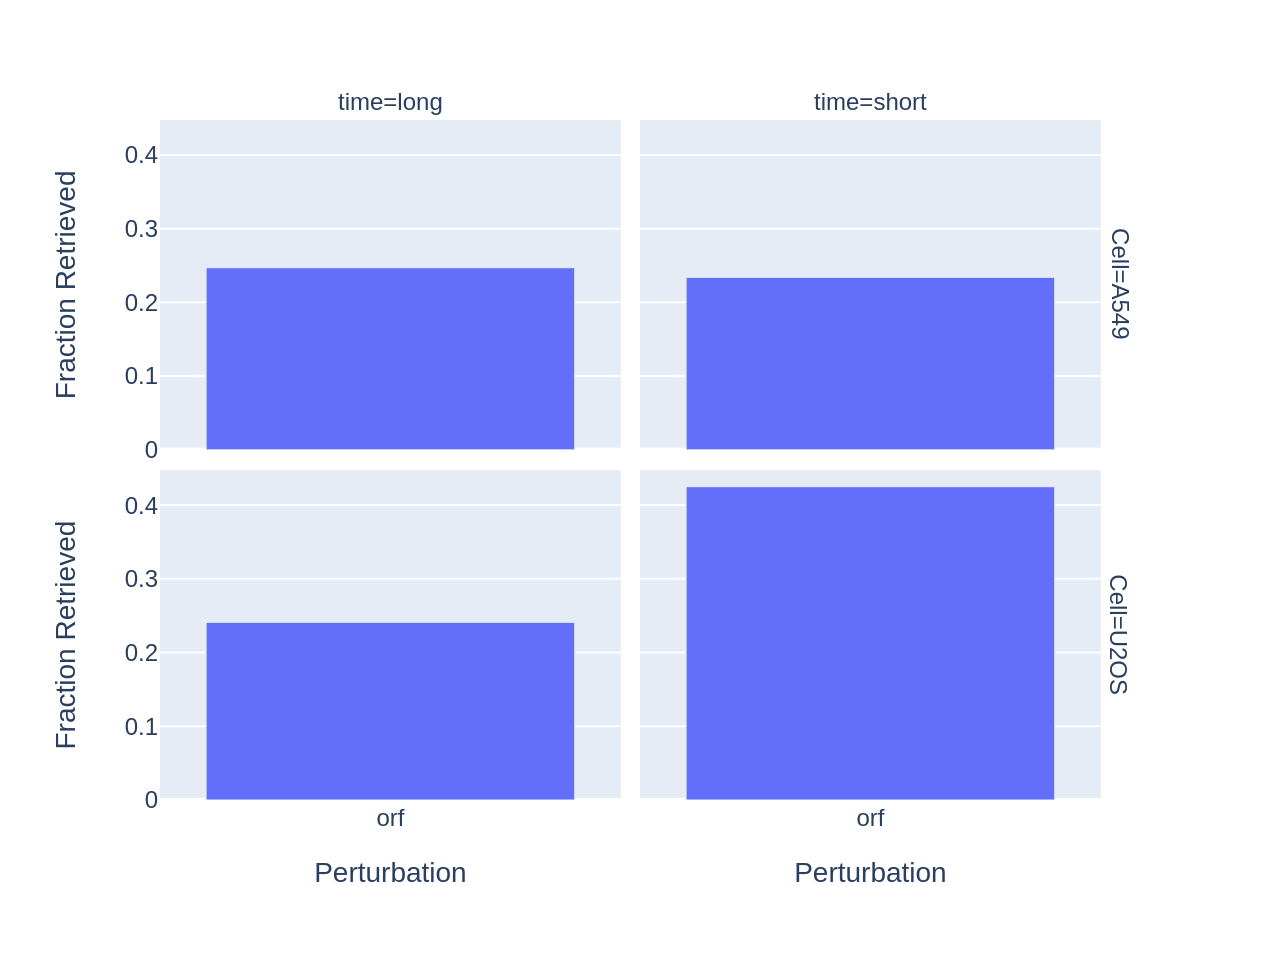 time=long
time=short
Fraction Retrieved
0.4
0.3
0.2
0.1
0
Cell=A549
Fraction Retrieved
0.4
0.3
0.2
0.1
0
Cell=U2OS
orf
orf
Perturbation
Perturbation